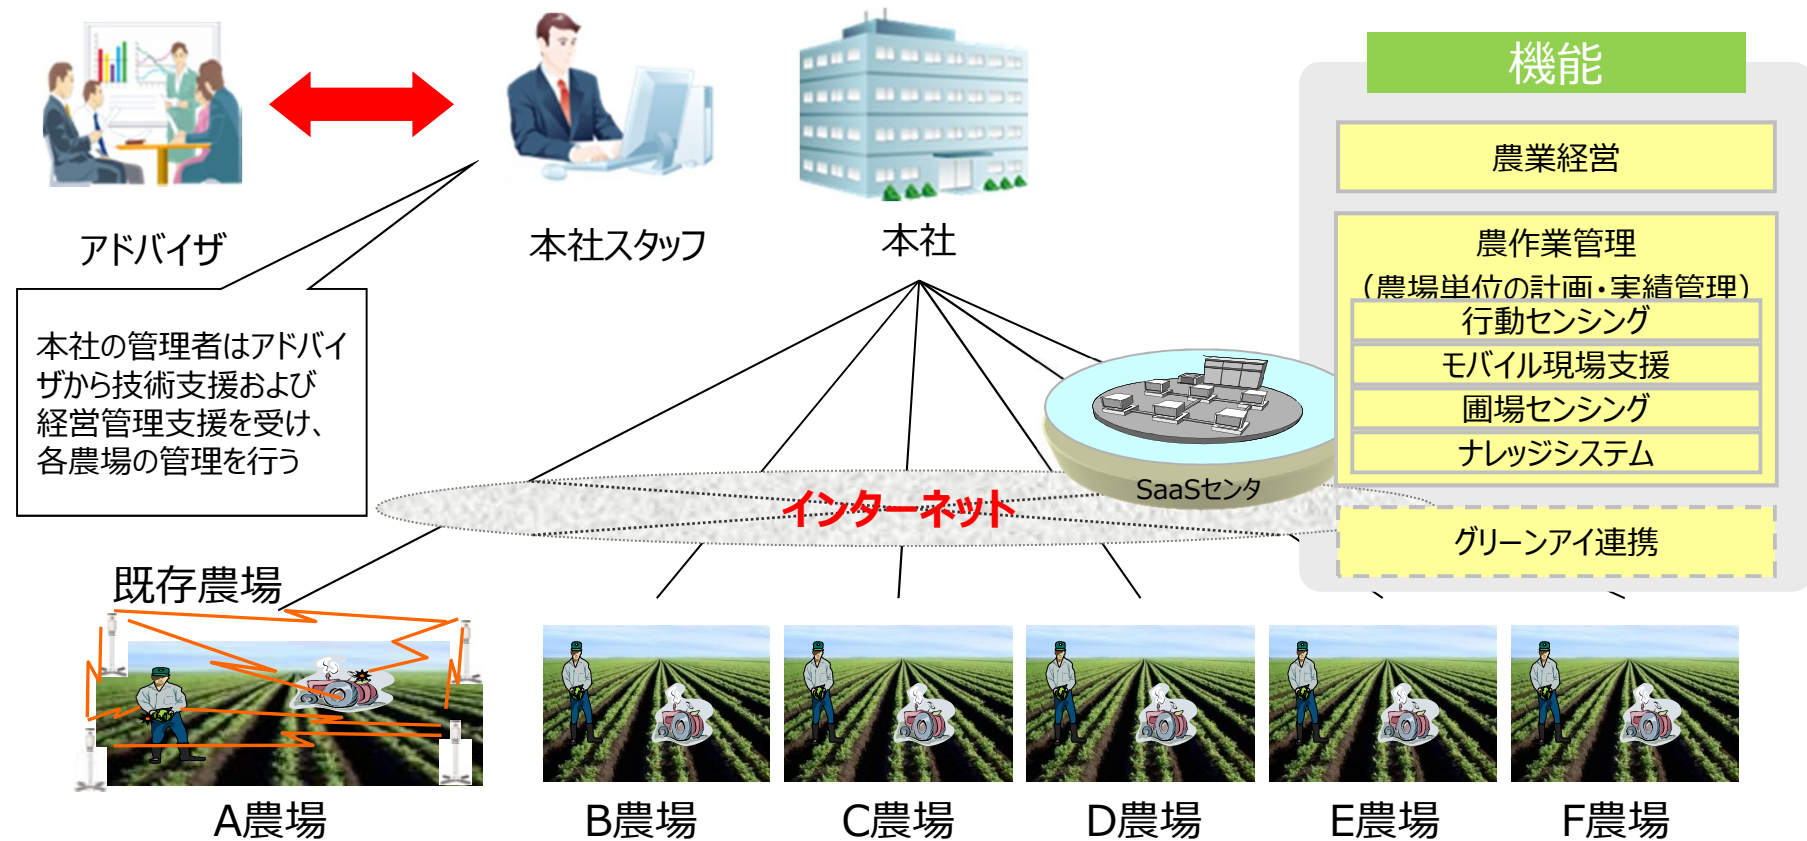 アドバイザ
本社スタッフ
本社
本社の管理者はアドバイ
ザから技術支援および
経営管理支援を受け、
各農場の管理を行う
機能
農業経営
農作業管理
（農場単位の計画・実績管理）
行動センシング
モバイル現場支援
圃場センシング
ナレッジシステム
グリーンアイ連携
SaaSセンタ
インターネット
既存農場
A農場
B農場
C農場
D農場
E農場
F農場